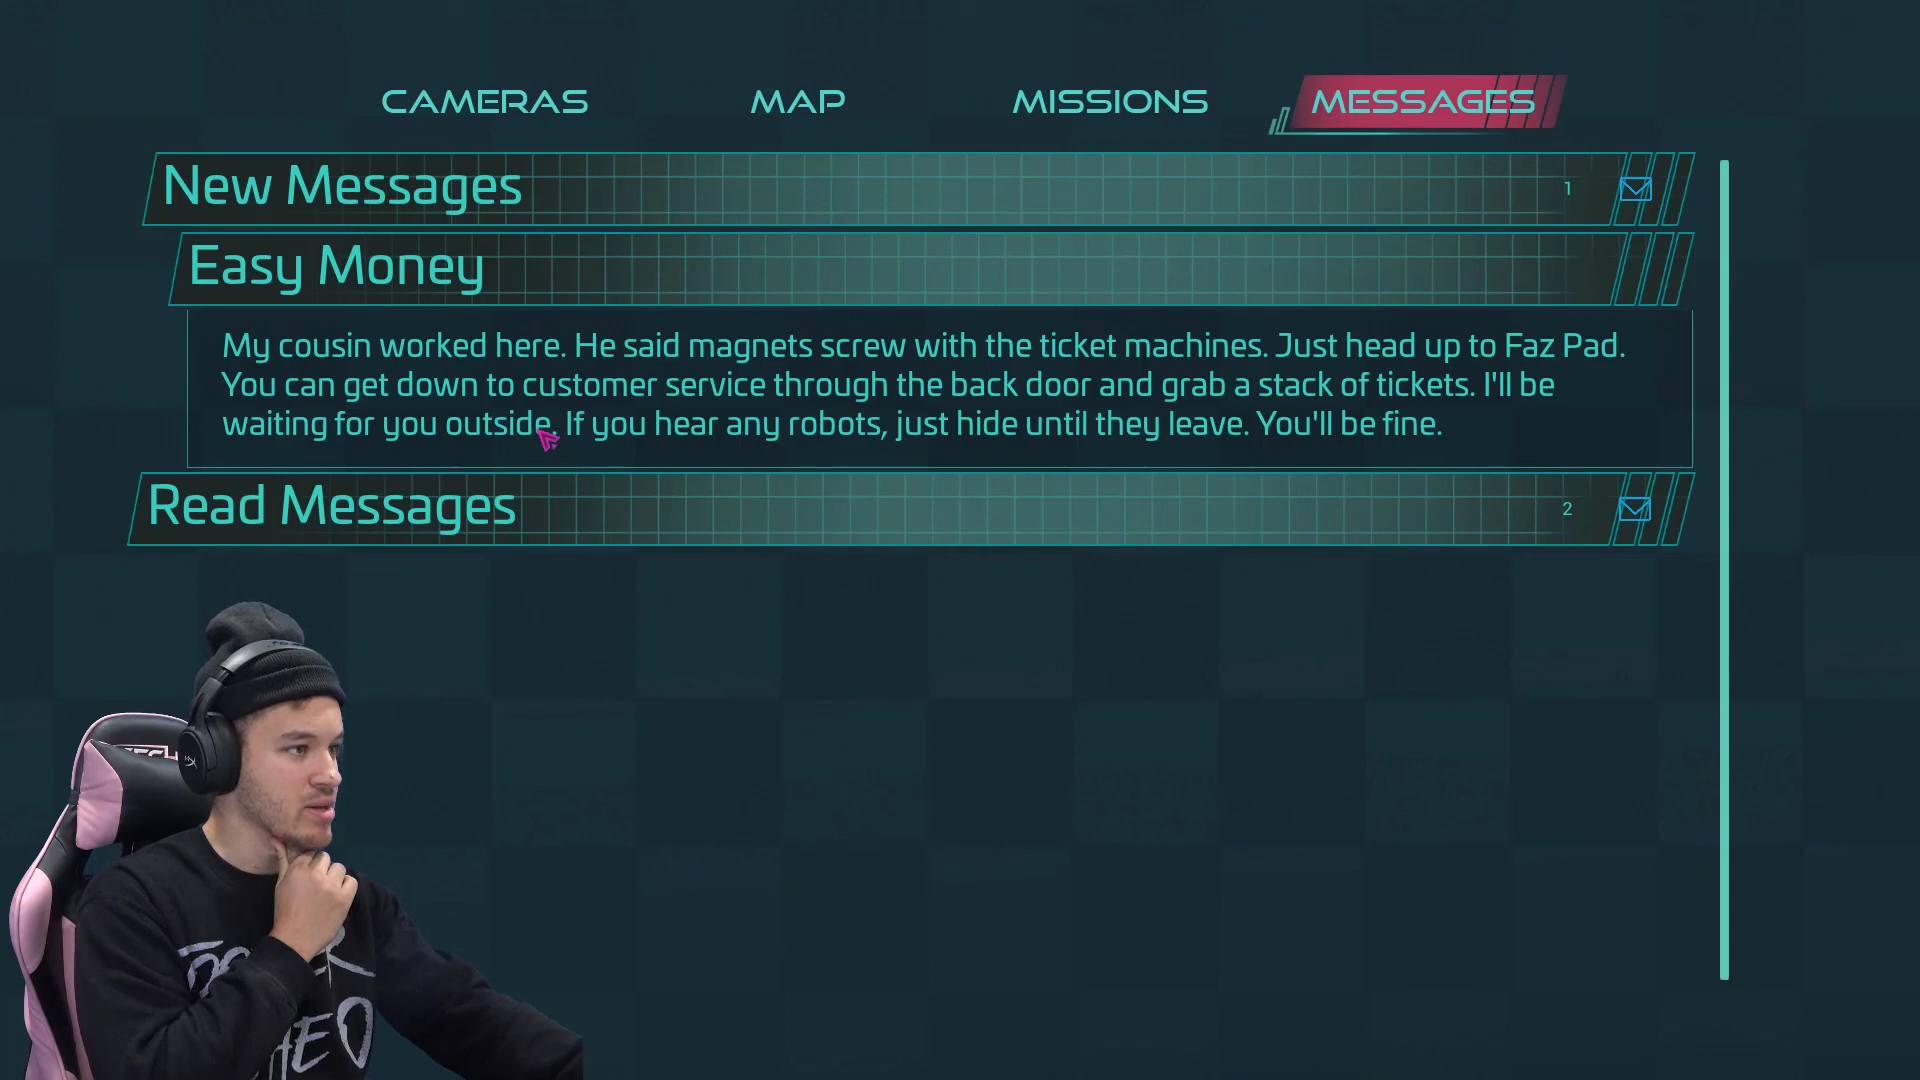 CAMERAS MAP MISSIONS MESSAGES
New Messages 1
Easy Money
My cousin worked here. He said magnets screw with the ticket machines. Just head up to Faz Pad.
You can get down to customer service through the back door and grab a stack of tickets. I'll be
waiting for you outside. If you hear any robots, just hide until they leave. You'll be fine.
Read Messages 2